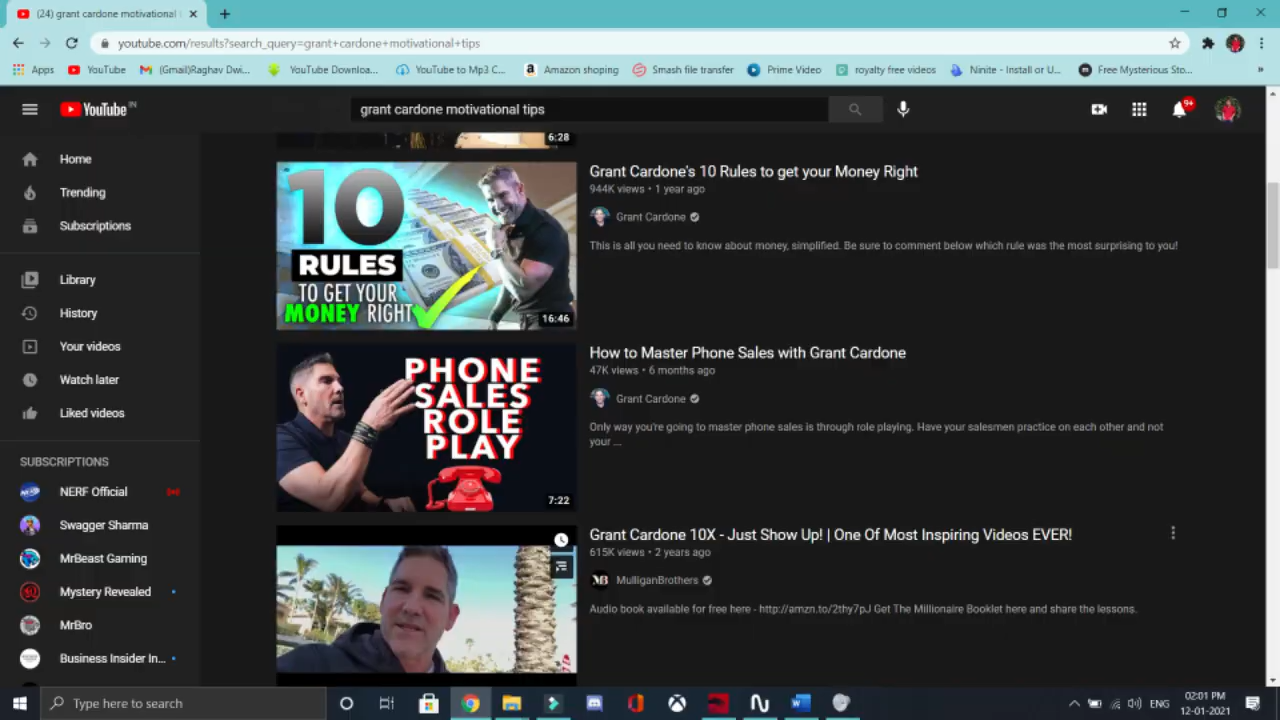 (24) grant cardone motivational
youtube.com/results?search_query=grant+cardone+motivational+tips
Apps
YouTube
(Gmail)Raghav Dwi...
YouTube Downloa...
YouTube to Mp3 C...
Amazon shoping
Smash file transfer
Prime Video
royalty free videos
Ninite - Install or U...
Free Mysterious Sto...
»
YouTube IN
grant cardone motivational tips
9+
6:28
Home
Trending
Subscriptions
Library
History
Your videos
Watch later
Liked videos
SUBSCRIPTIONS
NERF Official
Swagger Sharma
MrBeast Gaming
Mystery Revealed
MrBro
Business Insider In...
10
RULES
TO GET YOUR
MONEY RIGHT
16:46
Grant Cardone's 10 Rules to get your Money Right
944K views • 1 year ago
Grant Cardone
This is all you need to know about money, simplified. Be sure to comment below which rule was the most surprising to you!
PHONE
SALES
ROLE
PLAY
7:22
How to Master Phone Sales with Grant Cardone
47K views • 6 months ago
Grant Cardone
Only way you're going to master phone sales is through role playing. Have your salesmen practice on each other and not
your ...
Grant Cardone 10X - Just Show Up! | One Of Most Inspiring Videos EVER!
615K views • 2 years ago
MB
MulliganBrothers
Audio book available for free here - http://amzn.to/2thy7pJ Get The Millionaire Booklet here and share the lessons.
Type here to search
ENG
02:01 PM
12-01-2021